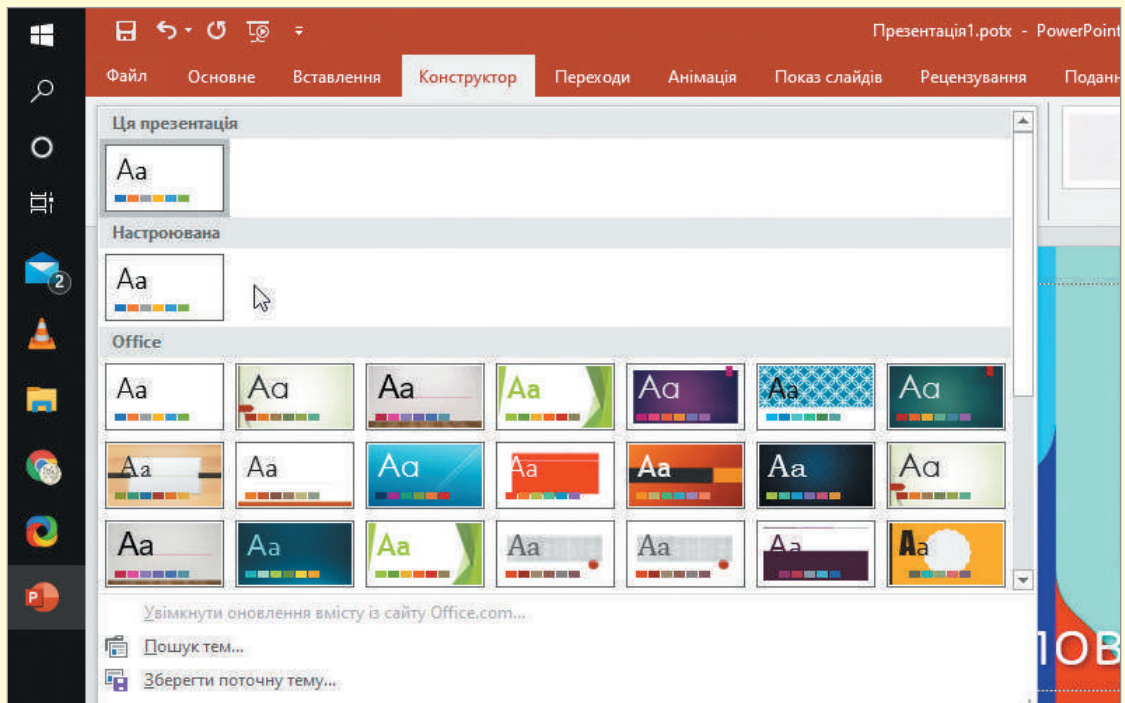 Презентація1.potx - PowerPoint
Файл Основне Вставлення Конструктор Переходи Анімація Показ слайдів Рецензування
Ця презентація
Aa
Настроювана
Aa
2
Office
Aa Aa Aa Aa Aa Aa Aa
Aa Aa Aa Aa Aa Aa Aa
Aa Aa Aa Aa Aa Aa Aa
P
Увімкнути оновлення вмісту із сайту Office.com...
Пошук тем...
Зберегти поточну тему...